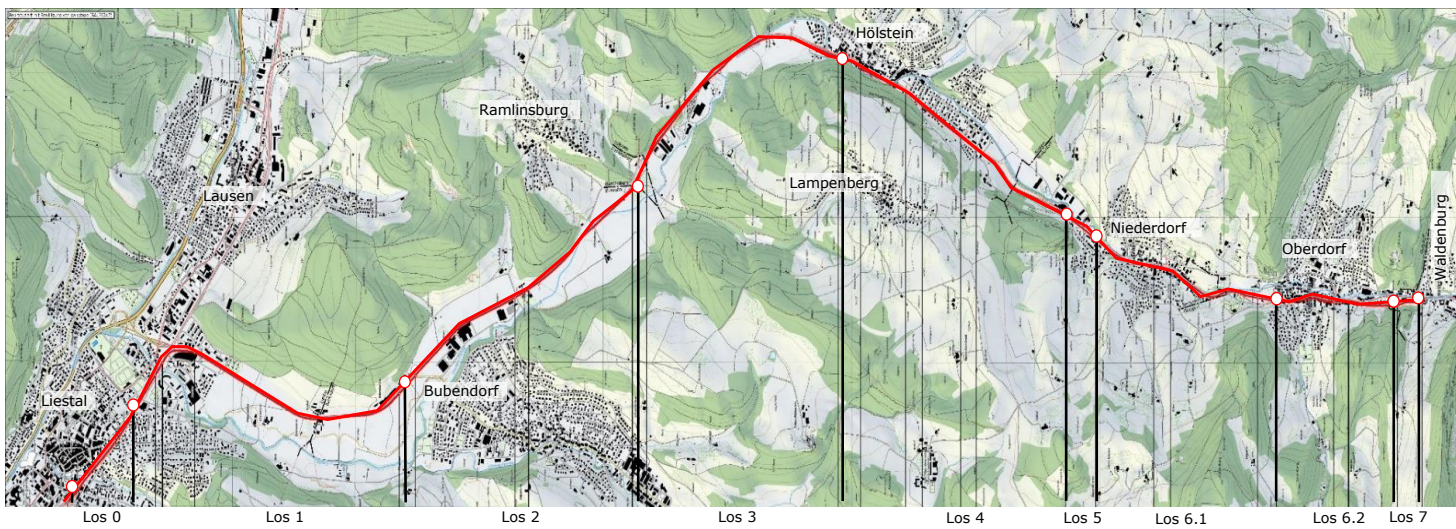 Hölstein
Ramlinsburg
Lampenberg
Lausen
Niederdorf
Oberdorf
Waldenburg
Bubendorf
Liestal
Los 0
Los 1
Los 2
Los 3
Los 4
Los 5
Los 6.1
Los 6.2
Los 7